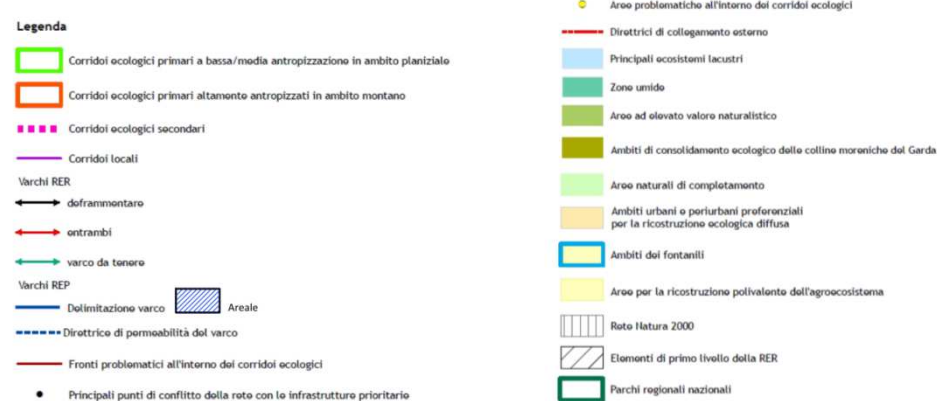 Legenda
Corridoi ecologici primari a bassa/media antropizzazione in ambito planiziale
Corridoi ecologici primari altamente antropizzati in ambito montano
Corridoi ecologici secondari
Corridoi locali
Varchi RER
deframmentare
entrambi
varco da tenere
Varchi REP
Delimitazione varco
Areale
Direttrice di permeabilità del varco
Fronti problematici all'interno dei corridoi ecologici
Principali punti di conflitto della rete con le infrastrutture prioritarie
Aree problematiche all'interno dei corridoi ecologici
Direttrici di collegamento esterno
Principali ecosistemi lacustri
Zone umide
Aree ad elevato valore naturalistico
Ambiti di consolidamento ecologico delle colline moreniche del Garda
Aree naturali di completamento
Ambiti urbani e periurbani preferenziali
per la ricostruzione ecologica diffusa
Ambiti dei fontanili
Aree per la ricostruzione polivalente dell'agroecosistema
Rete Natura 2000
Elementi di primo livello della RER
Parchi regionali nazionali